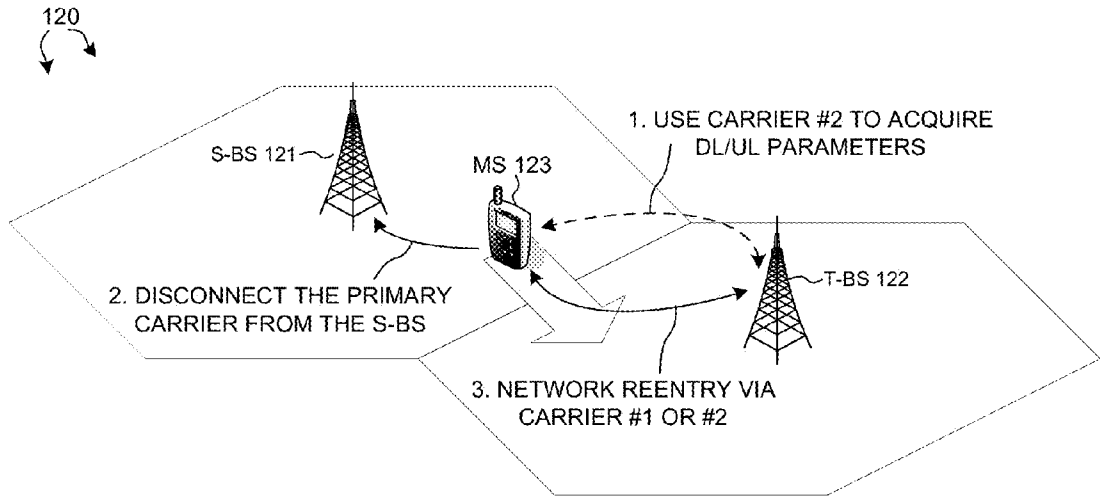 120
1. USE CARRIER #2 TO ACQUIRE
DL/UL PARAMETERS
S-BS 121
MS 123
T-BS 122
2. DISCONNECT THE PRIMARY
CARRIER FROM THE S-BS
3. NETWORK REENTRY VIA
CARRIER #1 OR #2